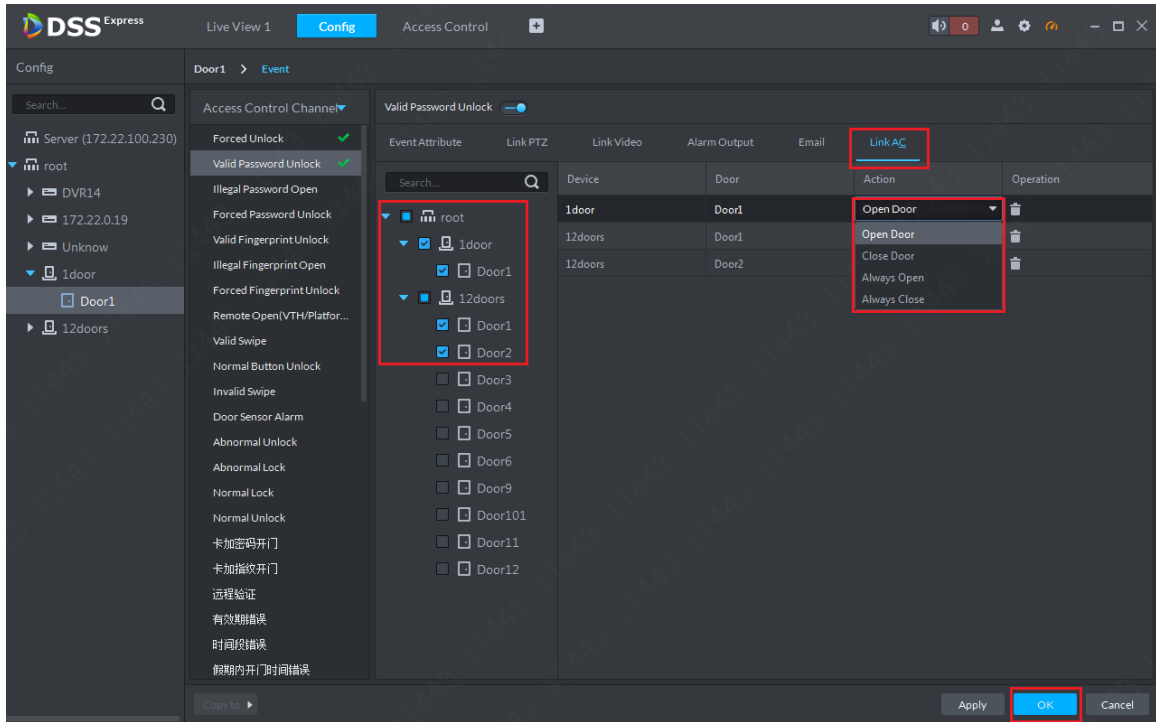 DSS Express
Live View 1
Config
Access Control
0
Config
Door1 > Event
Search...
Server (172.22.100.230)
root
DVR14
172.22.0.19
Unknow
1door
Door1
12doors
Access Control Channel
Forced Unlock
Valid Password Unlock
Illegal Password Open
Forced Password Unlock
Valid Fingerprint Unlock
Illegal Fingerprint Open
Forced Fingerprint Unlock
Remote Open(VTH/Platfor...
Valid Swipe
Normal Button Unlock
Invalid Swipe
Door Sensor Alarm
Abnormal Unlock
Abnormal Lock
Normal Lock
Normal Unlock
卡加密码开门
卡加指纹开门
远程验证
有效期错误
时间段错误
假期内开门时间错误
Valid Password Unlock
Event Attribute
Link PTZ
Link Video
Alarm Output
Email
Link AC
Search...
root
1door
Door1
12doors
Door1
Door2
Door3
Door4
Door5
Door6
Door9
Door101
Door11
Door12
Device Door Action Operation
1door Door1 Open Door
12doors Door1
12doors Door2
Open Door
Close Door
Always Open
Always Close
Copy to
Apply
OK
Cancel